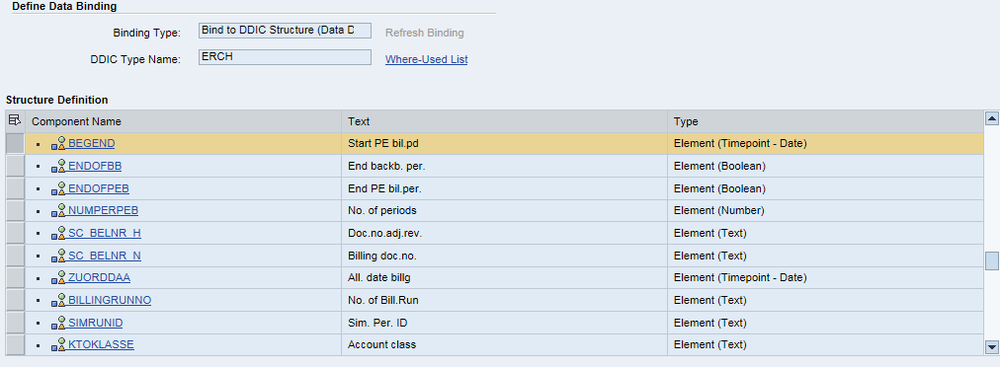 Define Data Binding
Binding Type: Bind to DDIC Structure (Data D Refresh Binding
DDIC Type Name: ERCH Where-Used List
Structure Definition
Component Name Text Type
BEGEND Start PE bil.pd Element (Timepoint - Date)
ENDOFBB End backb. per. Element (Boolean)
ENDOFPEB End PE bil.per. Element (Boolean)
NUMPERPEB No. of periods Element (Number)
SC_BELNR_H Doc.no.adj.rev. Element (Text)
SC_BELNR_N Billing doc.no. Element (Text)
ZUORDDAA All. date billg Element (Timepoint - Date)
BILLINGRUNNO No. of Bill.Run Element (Text)
SIMRUNID Sim. Per. ID Element (Text)
KTOKLASSE Account class Element (Text)